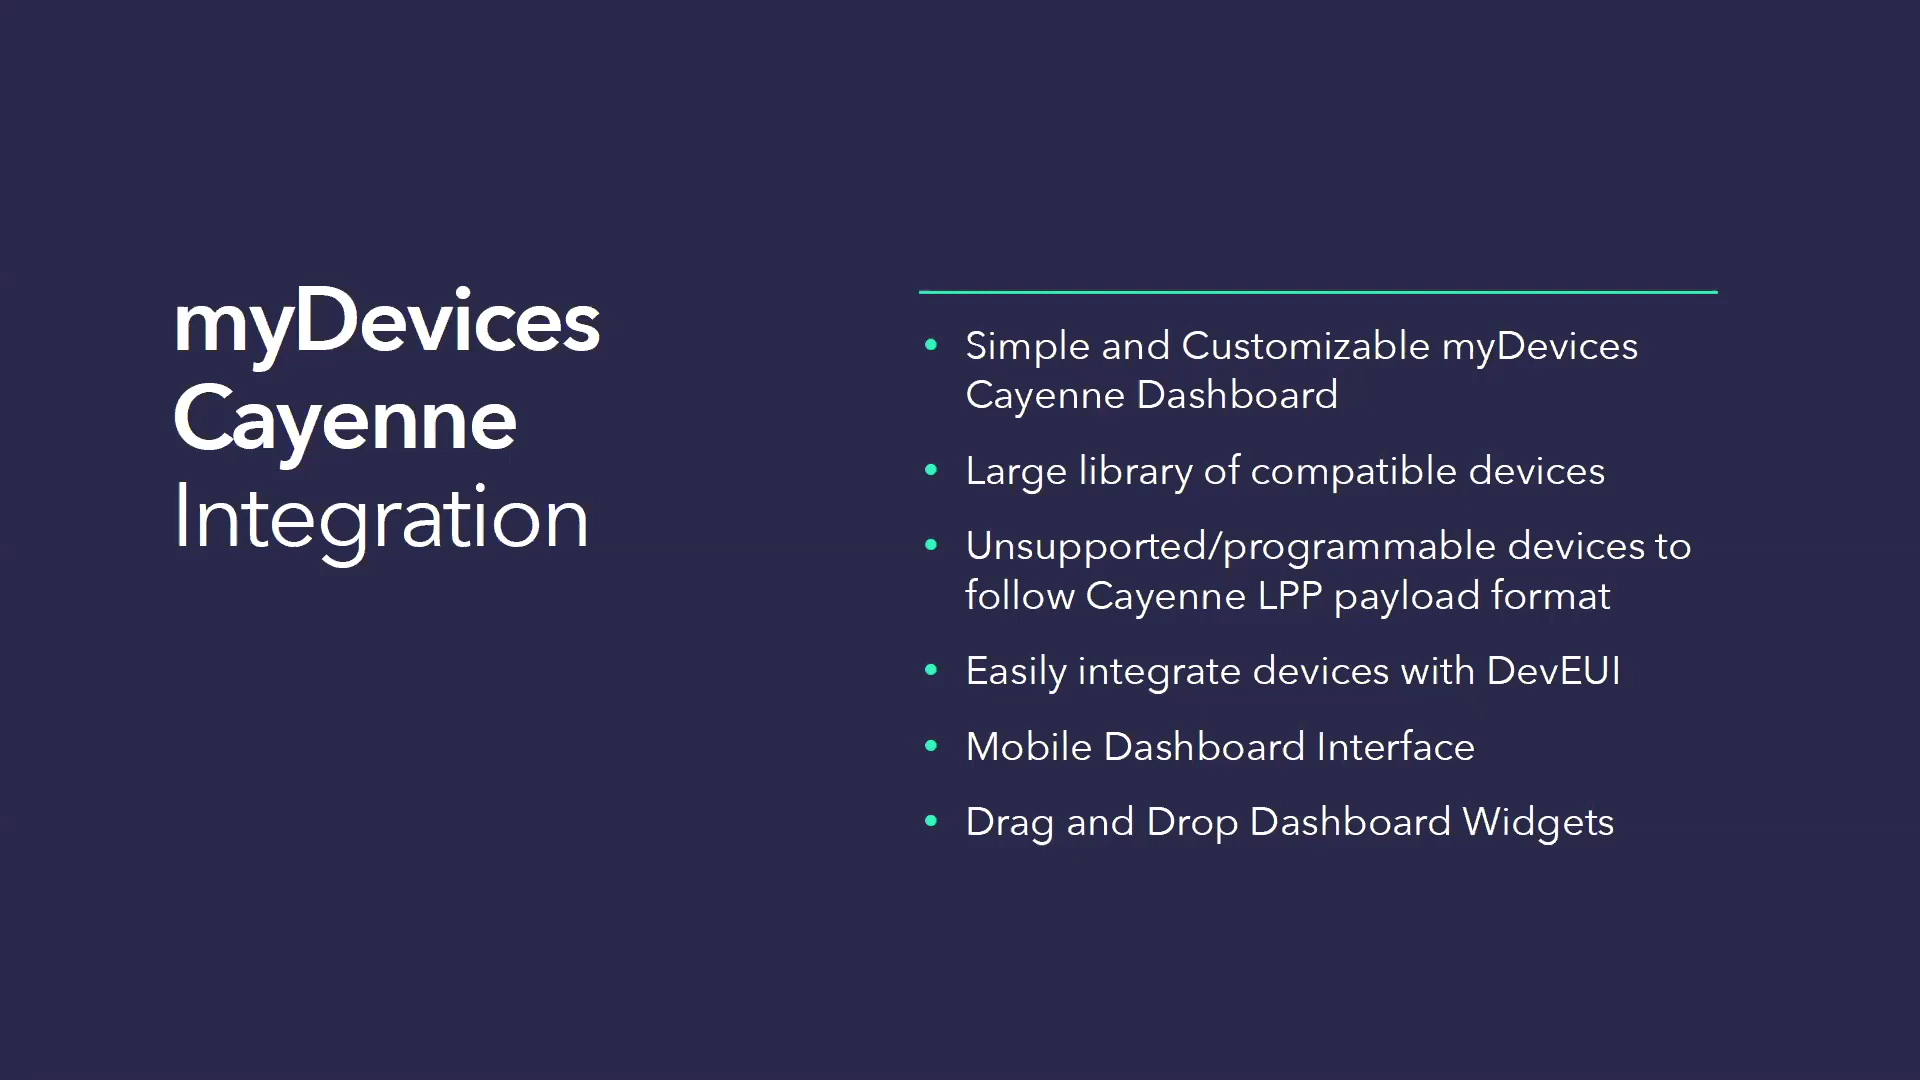 myDevices
Cayenne
Integration
• Simple and Customizable myDevices
Cayenne Dashboard
• Large library of compatible devices
• Unsupported/programmable devices to
follow Cayenne LPP payload format
• Easily integrate devices with DevEUI
• Mobile Dashboard Interface
• Drag and Drop Dashboard Widgets